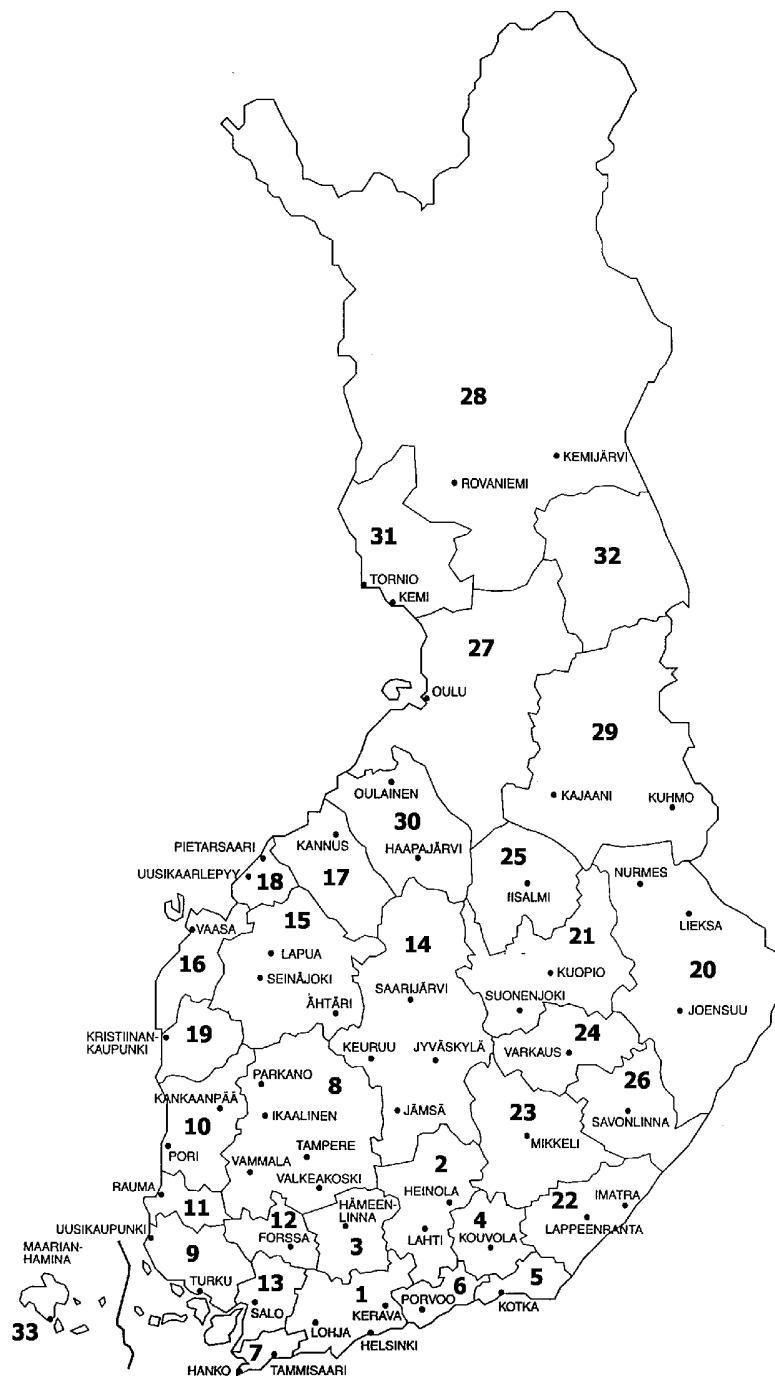 28
KEMIJÄRVI
ROVANIEMI
31
32
TORNIO
KEMI
27
OULU
29
OULAINEN
KAJAANI
KUHMO
30
KANNUS
PIETARSAARI
HAAPAJÄRVI
25
UUSIKAARLEPYY
18
17
NURMES
IISALMI
15
LIEKSA
VAASA
14
21
16
LAPUA
20
SEINÄJOKI
KUOPIO
SAARIJÄRVI
ÄHTÄRI
SUONENJOKI
JOENSUU
KRISTIINAN-
KAUPUNKI
19
24
KEURUU
JYVÄSKYLÄ
VARKAUS
PARKANO
8
26
KANKAANPÄÄ
IKAALINEN
JÄMSÄ
23
SAVONLINNA
10
MIKKELI
PORI
TAMPERE
2
VAMMALA
VALKEAKOSKI
RAUMA
HEINOLA
22
IMATRA
11
HÄMEEN-
LINNA
12
4
LAPPEENRANTA
UUSIKAUPUNKI
FORSSA
LAHTI
KOUVOLA
3
9
MAARIAN-
HAMINA
TURKU
13
6
5
1
SALO
KERAVA
PORVOO
KOTKA
33
LOHJA
HELSINKI
7
HANKO
TAMMISAARI